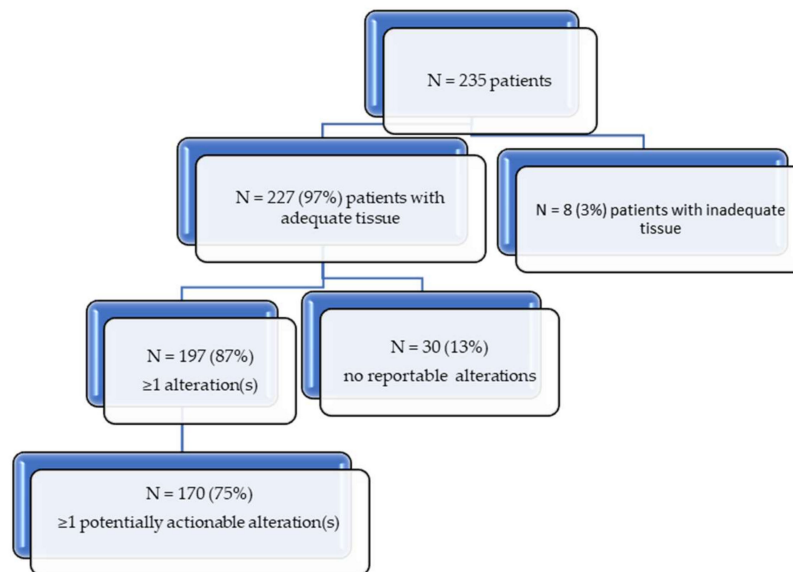 N = 235 patients
N = 227 (97%) patients with
adequate tissue
N = 8 (3%) patients with inadequate
tissue
N = 197 (87%)
≥1 alteration(s)
N = 30 (13%)
no reportable alterations
N = 170 (75%)
≥1 potentially actionable alteration(s)